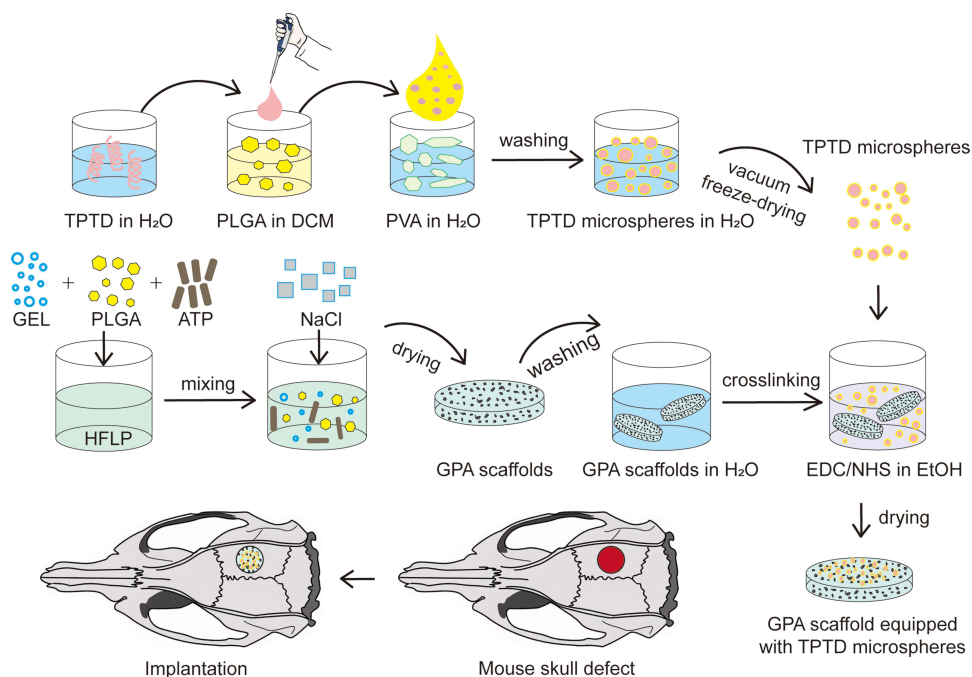 TPTD in H₂O
PLGA in DCM
PVA in H₂O
washing
TPTD microspheres in H₂O
vacuum
freeze-drying
TPTD microspheres
GEL
+
PLGA
+
ATP
NaCl
HFLP
mixing
drying
GPA scaffolds
washing
GPA scaffolds in H₂O
crosslinking
EDC/NHS in EtOH
drying
GPA scaffold equipped
with TPTD microspheres
Mouse skull defect
Implantation